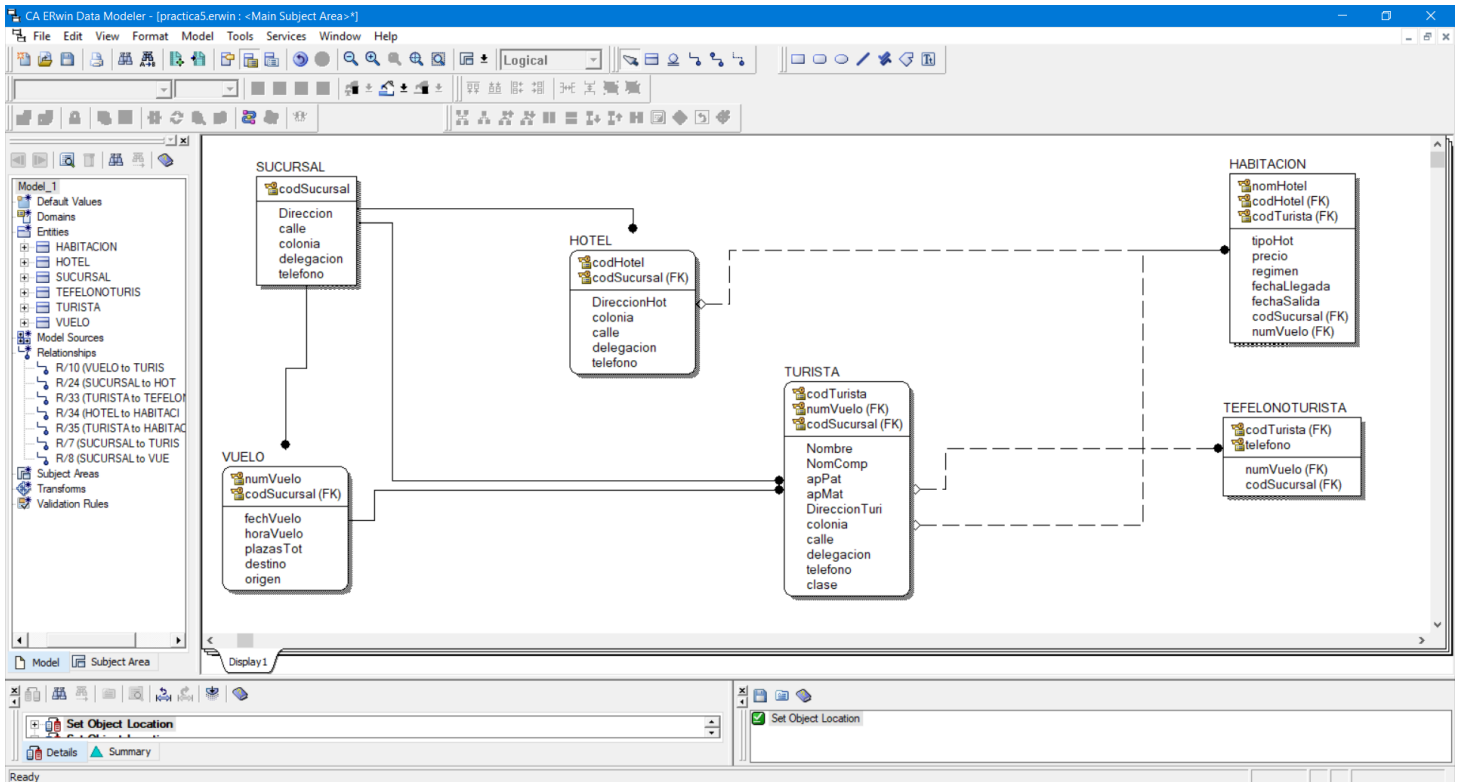 CA ERwin Data Modeler - [practica5.erwin : <Main Subject Area>*]
File Edit View Format Model Tools Services Window Help
Logical
Model_1
Default Values
Domains
Entities
HABITACION
HOTEL
SUCURSAL
TEFELONOTURIS
TURISTA
VUELO
Model Sources
Relationships
R/10 (VUELO to TURIS
R/24 (SUCURSAL to HOT
R/33 (TURISTA to TEFELON
R/34 (HOTEL to HABITACI
R/35 (TURISTA to HABITAC
R/7 (SUCURSAL to TURIS
R/8 (SUCURSAL to VUE
Subject Areas
Transforms
Validation Rules
Model Subject Area
SUCURSAL
codSucursal
Direccion
calle
colonia
delegacion
telefono
HOTEL
codHotel
codSucursal (FK)
DireccionHot
colonia
calle
delegacion
telefono
HABITACION
nomHotel
codHotel (FK)
codTurista (FK)
tipoHot
precio
regimen
fechaLlegada
fechaSalida
codSucursal (FK)
numVuelo (FK)
TURISTA
codTurista
numVuelo (FK)
codSucursal (FK)
Nombre
NomComp
apPat
apMat
DireccionTuri
colonia
calle
delegacion
telefono
clase
TEFELONOTURISTA
codTurista (FK)
telefono
numVuelo (FK)
codSucursal (FK)
VUELO
numVuelo
codSucursal (FK)
fechVuelo
horaVuelo
plazasTot
destino
origen
Display1
Set Object Location
Details Summary
Set Object Location
Ready